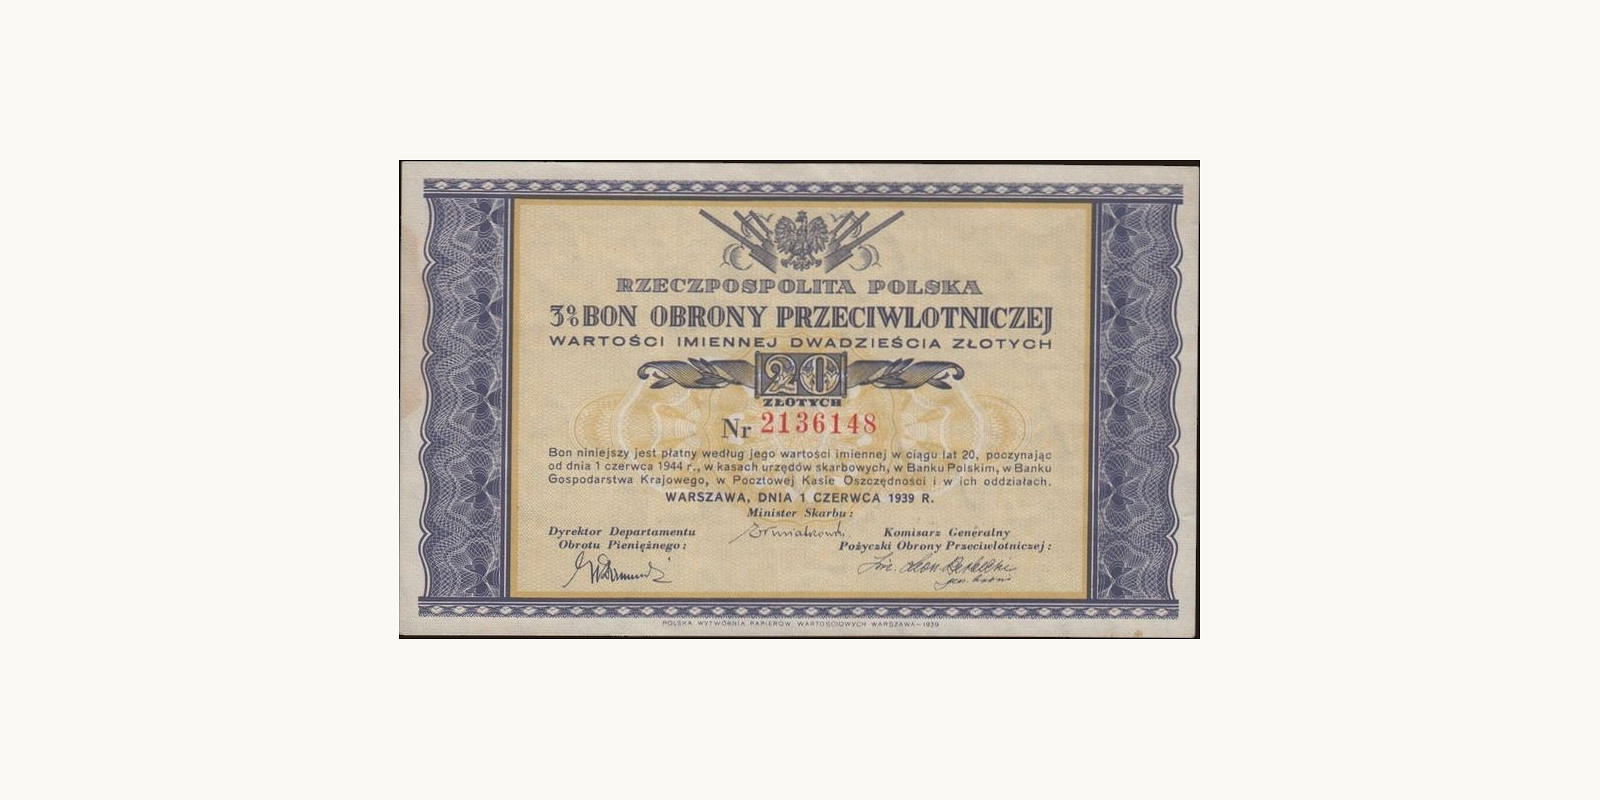 RZECZPOSPOLITA POLSKA
3% BON OBRONY PRZECIWLOTNICZEJ
WARTOŚCI IMIENNEJ DWADZIEŚCIA ZŁOTYCH
20
ZŁOTYCH
Nr 2136148
Bon niniejszy jest płatny według jego wartości imiennej w ciągu lat 20, poczynając
od dnia 1 czerwca 1944 r., w kasach urzędów skarbowych, w Banku Polskim, w Banku
Gospodarstwa Krajowego, w Pocztowej Kasie Oszczędności i w ich oddziałach.
WARSZAWA, DNIA 1 CZERWCA 1939 R.
Minister Skarbu:
Dyrektor Departamentu
Obrotu Pieniężnego:
Komisarz Generalny
Pożyczki Obrony Przeciwlotniczej:
POLSKA WYTWÓRNIA PAPIERÓW WARTOŚCIOWYCH WARSZAWA—1939